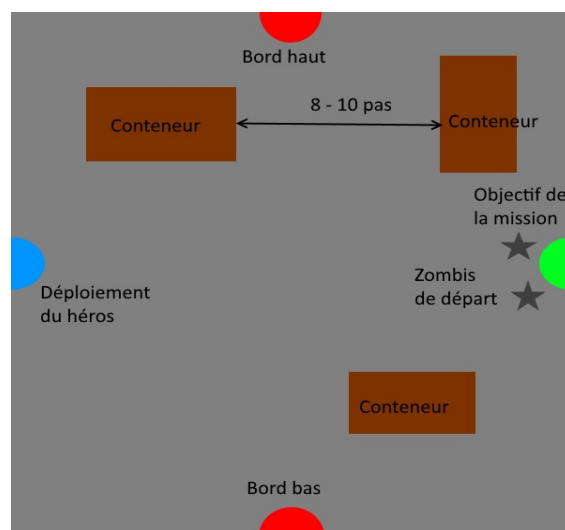 Bord haut
8 - 10 pas
Conteneur
Conteneur
Objectif de
la mission
Zombis
de départ
Déploiement
du héros
Conteneur
Bord bas